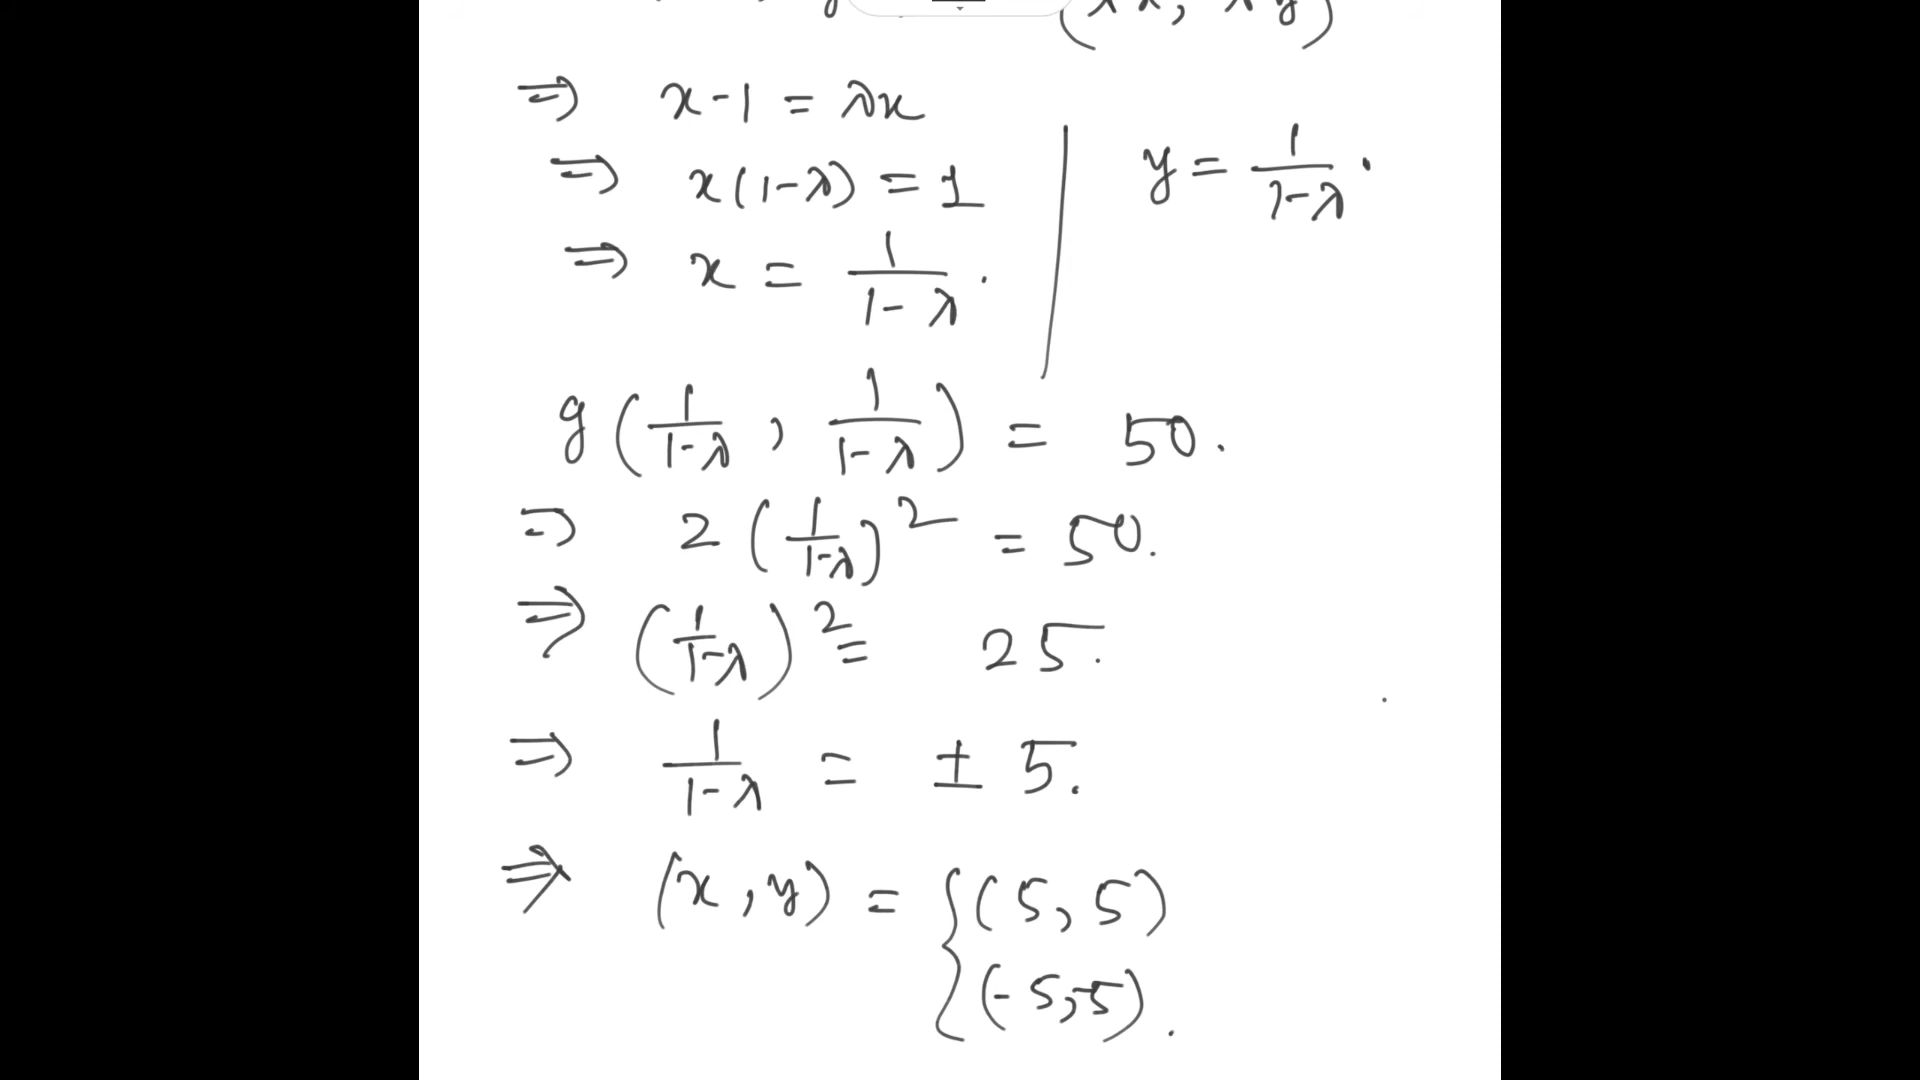 ⇒ x-1 = λx
⇒ x(1-λ) = 1
⇒ x = 1/(1-λ).
y = 1/(1-λ).
g(1/(1-λ), 1/(1-λ)) = 50.
⇒ 2(1/(1-λ))² = 50.
⇒ (1/(1-λ))² = 25.
⇒ 1/(1-λ) = ± 5.
⇒ (x, y) = { (5, 5)
(-5, -5).